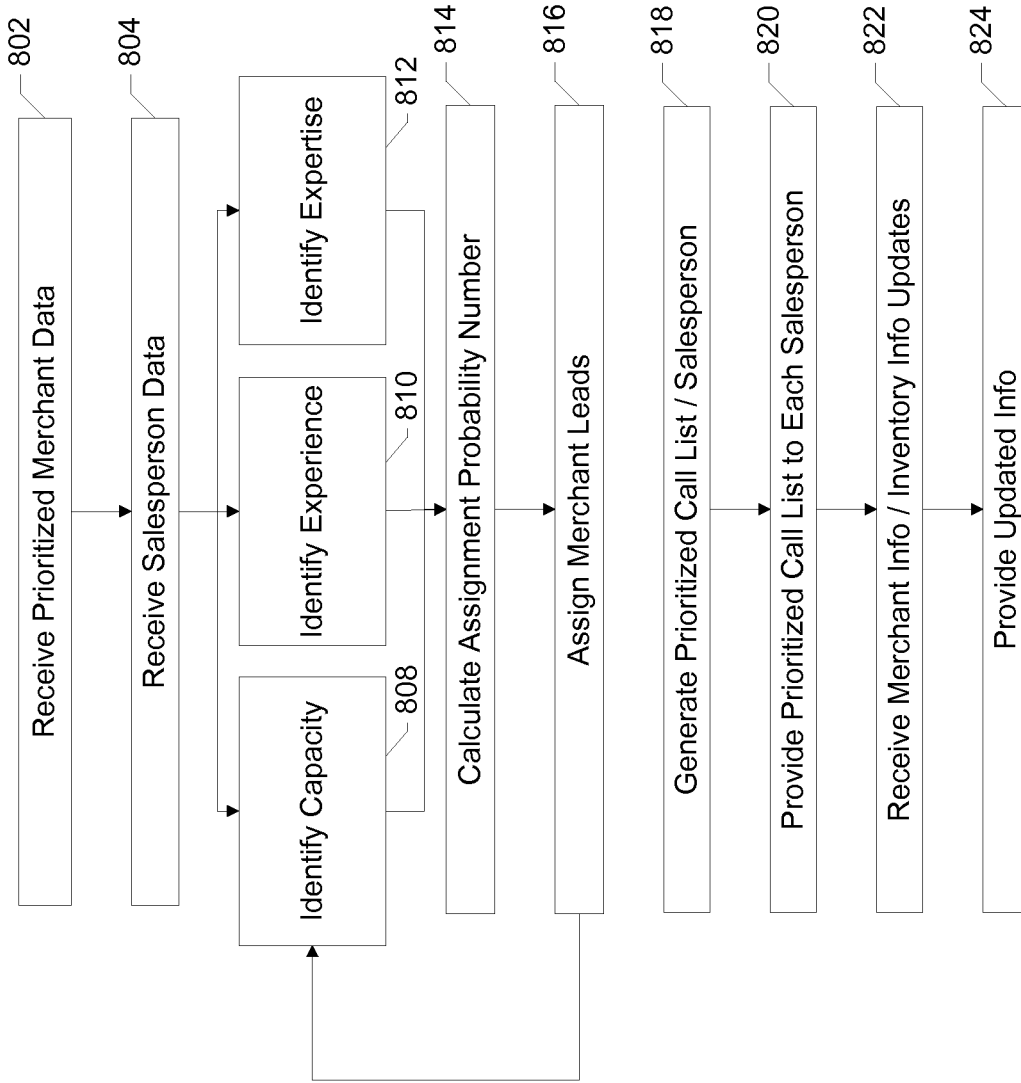 Receive Prioritized Merchant Data
802
Receive Salesperson Data
804
Identify Capacity
808
Identify Experience
810
Identify Expertise
812
Calculate Assignment Probability Number
814
Assign Merchant Leads
816
Generate Prioritized Call List / Salesperson
818
Provide Prioritized Call List to Each Salesperson
820
Receive Merchant Info / Inventory Info Updates
822
Provide Updated Info
824